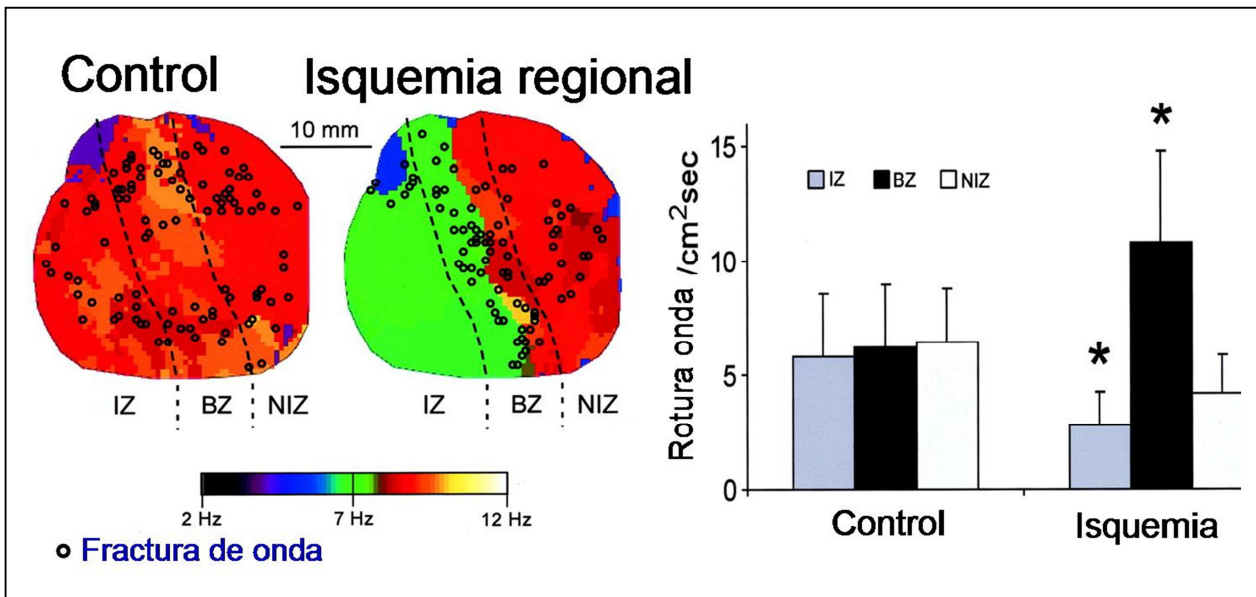 Control
Isquemia regional
10 mm
IZ BZ NIZ
IZ BZ NIZ
2 Hz 7 Hz 12 Hz
Fractura de onda
Rotura onda /cm²sec
15
10
5
0
IZ BZ NIZ
*
*
Control
Isquemia